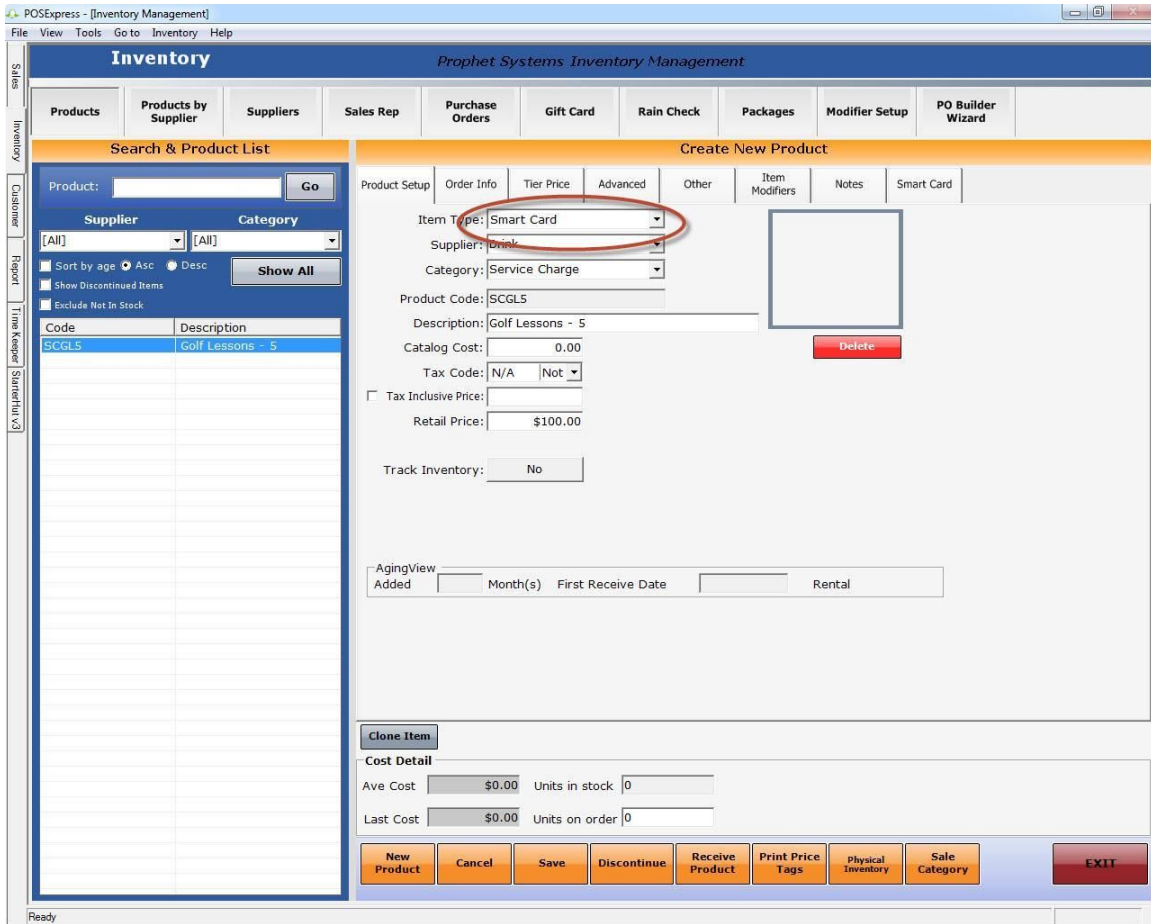 POSExpress - [Inventory Management]
File View Tools Go to Inventory Help
Inventory
Prophet Systems Inventory Management
Sales
Inventory
Customer
Report
Time Keeper
StarterHut v3
Products
Products by
Supplier
Suppliers
Sales Rep
Purchase
Orders
Gift Card
Rain Check
Packages
Modifier Setup
PO Builder
Wizard
Search & Product List
Product:
Go
Supplier Category
[All] [All]
Sort by age Asc Desc
Show All
Show Discontinued Items
Exclude Not In Stock
Code Description
SCGL5 Golf Lessons - 5
Create New Product
Product Setup
Order Info
Tier Price
Advanced
Other
Item
Modifiers
Notes
Smart Card
Item Type: Smart Card
Supplier: Drink
Category: Service Charge
Product Code: SCGL5
Description: Golf Lessons - 5
Catalog Cost: 0.00
Delete
Tax Code: N/A Not
Tax Inclusive Price:
Retail Price: $100.00
Track Inventory: No
AgingView
Added Month(s) First Receive Date Rental
Clone Item
Cost Detail
Ave Cost $0.00 Units in stock 0
Last Cost $0.00 Units on order 0
New
Product
Cancel
Save
Discontinue
Receive
Product
Print Price
Tags
Physical
Inventory
Sale
Category
EXIT
Ready